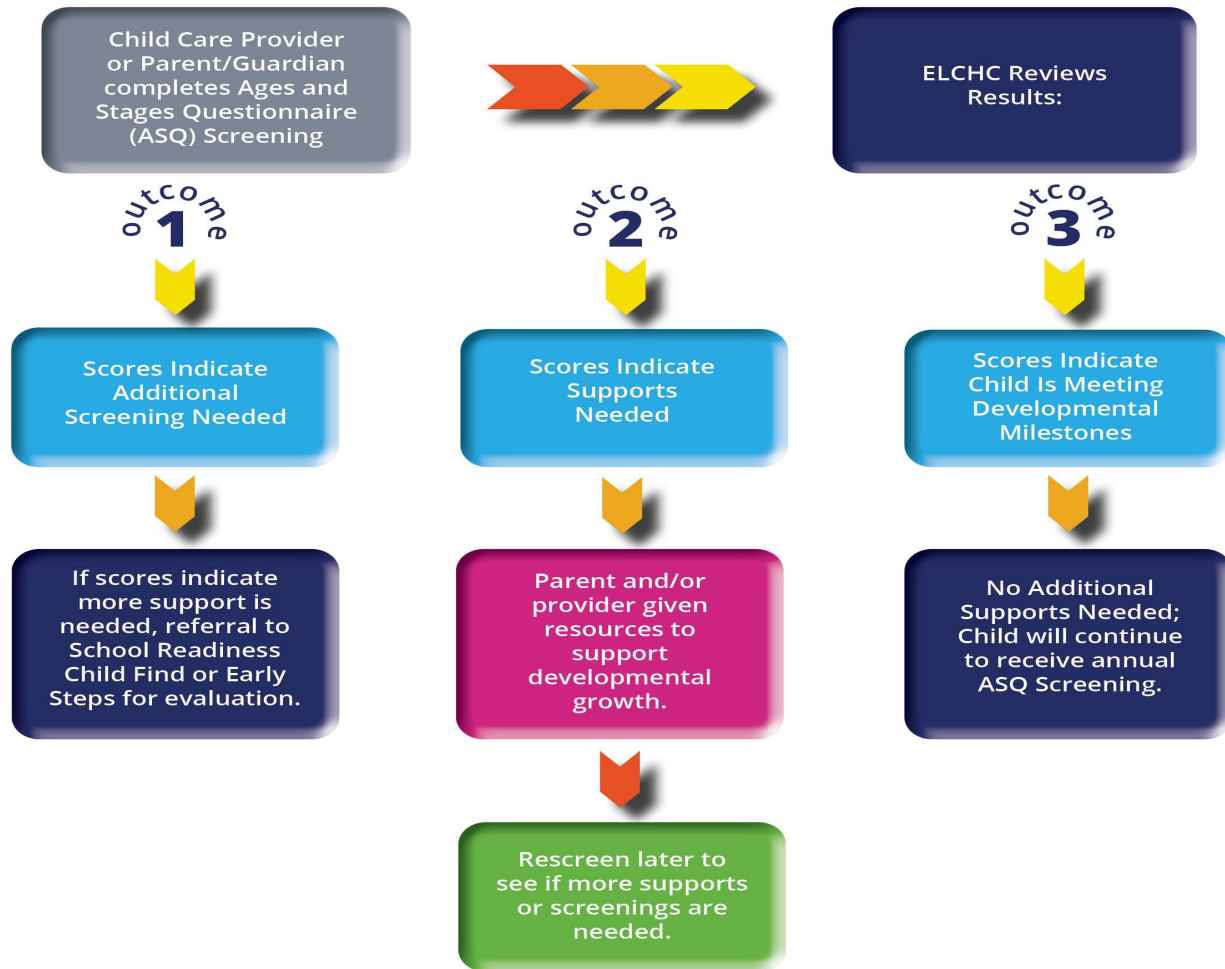 Child Care Provider
or Parent/Guardian
completes Ages and
Stages Questionnaire
(ASQ) Screening
ELCHC Reviews
Results:
outcome
1
outcome
2
outcome
3
Scores Indicate
Additional
Screening Needed
Scores Indicate
Supports
Needed
Scores Indicate
Child Is Meeting
Developmental
Milestones
If scores indicate
more support is
needed, referral to
School Readiness
Child Find or Early
Steps for evaluation.
Parent and/or
provider given
resources to
support
developmental
growth.
No Additional
Supports Needed;
Child will continue
to receive annual
ASQ Screening.
Rescreen later to
see if more supports
or screenings are
needed.